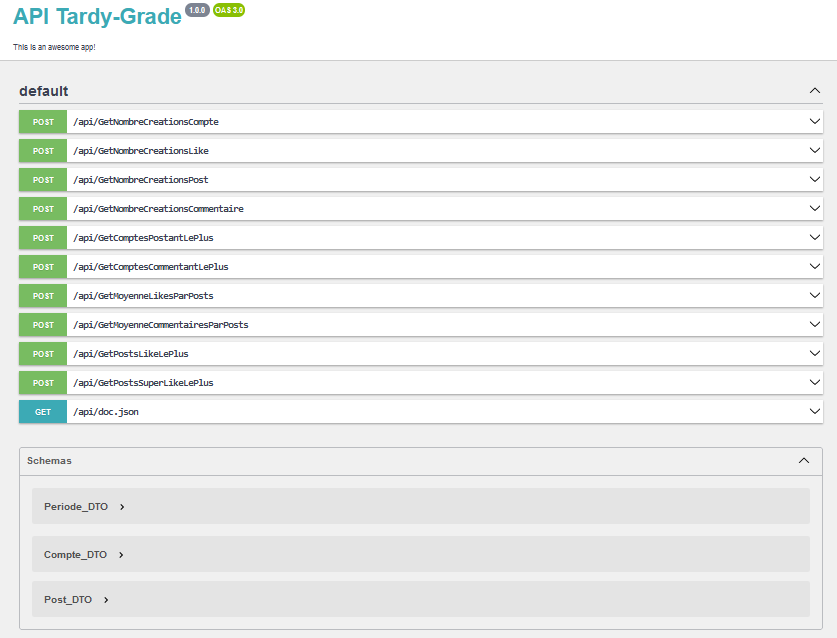 API Tardy-Grade 1.0.0 OAS 3.0
This is an awesome app!
default
POST /api/GetNombreCreationsCompte
POST /api/GetNombreCreationsLike
POST /api/GetNombreCreationsPost
POST /api/GetNombreCreationsCommentaire
POST /api/GetComptesPostantLePlus
POST /api/GetComptesCommentantLePlus
POST /api/GetMoyenneLikesParPosts
POST /api/GetMoyenneCommentairesParPosts
POST /api/GetPostsLikeLePlus
POST /api/GetPostsSuperLikeLePlus
GET /api/doc.json
Schemas
Periode_DTO
Compte_DTO
Post_DTO